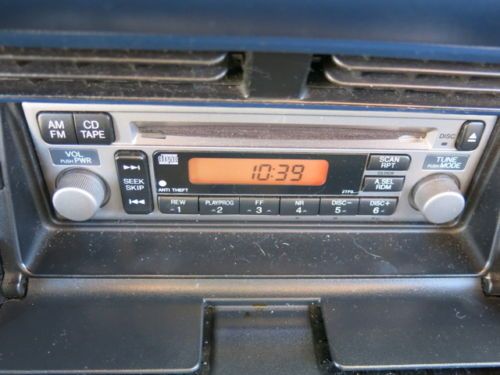 AM CD
FM TAPE
VOL
PUSH PWR
SEEK
SKIP
ANTI THEFT
10:39
SCAN
RPT
A.SEL
RDM
DISC
TUNE
PUSH MODE
REW PLAY/PROG FF NR DISC- DISC+
-1- -2- -3- -4- -5- -6-